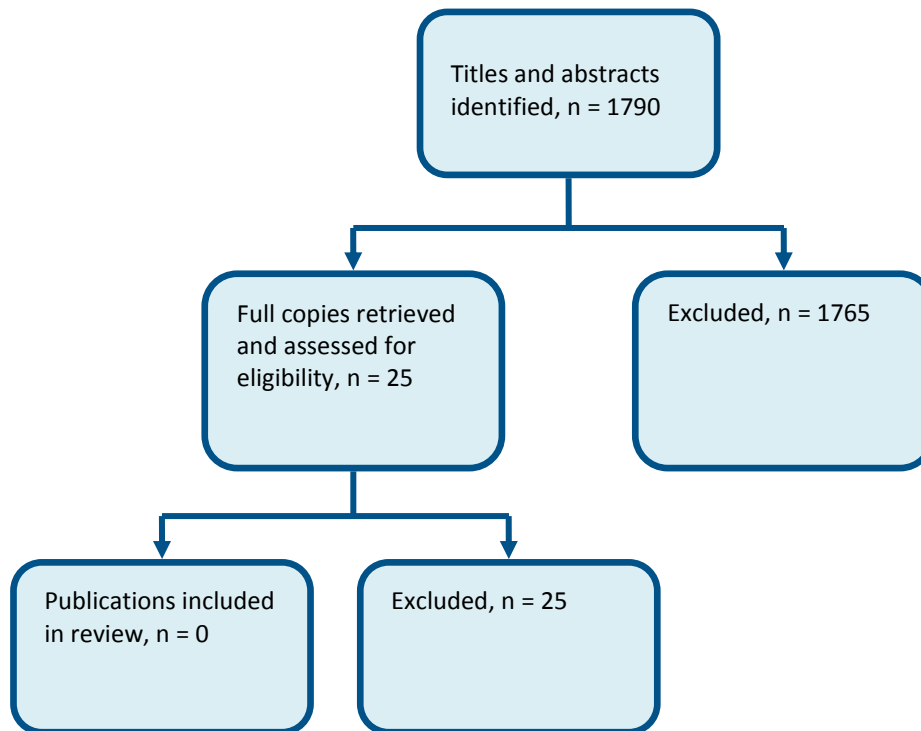 Titles and abstracts
identified, n = 1790
Full copies retrieved
and assessed for
eligibility, n = 25
Excluded, n = 1765
Publications included
in review, n = 0
Excluded, n = 25